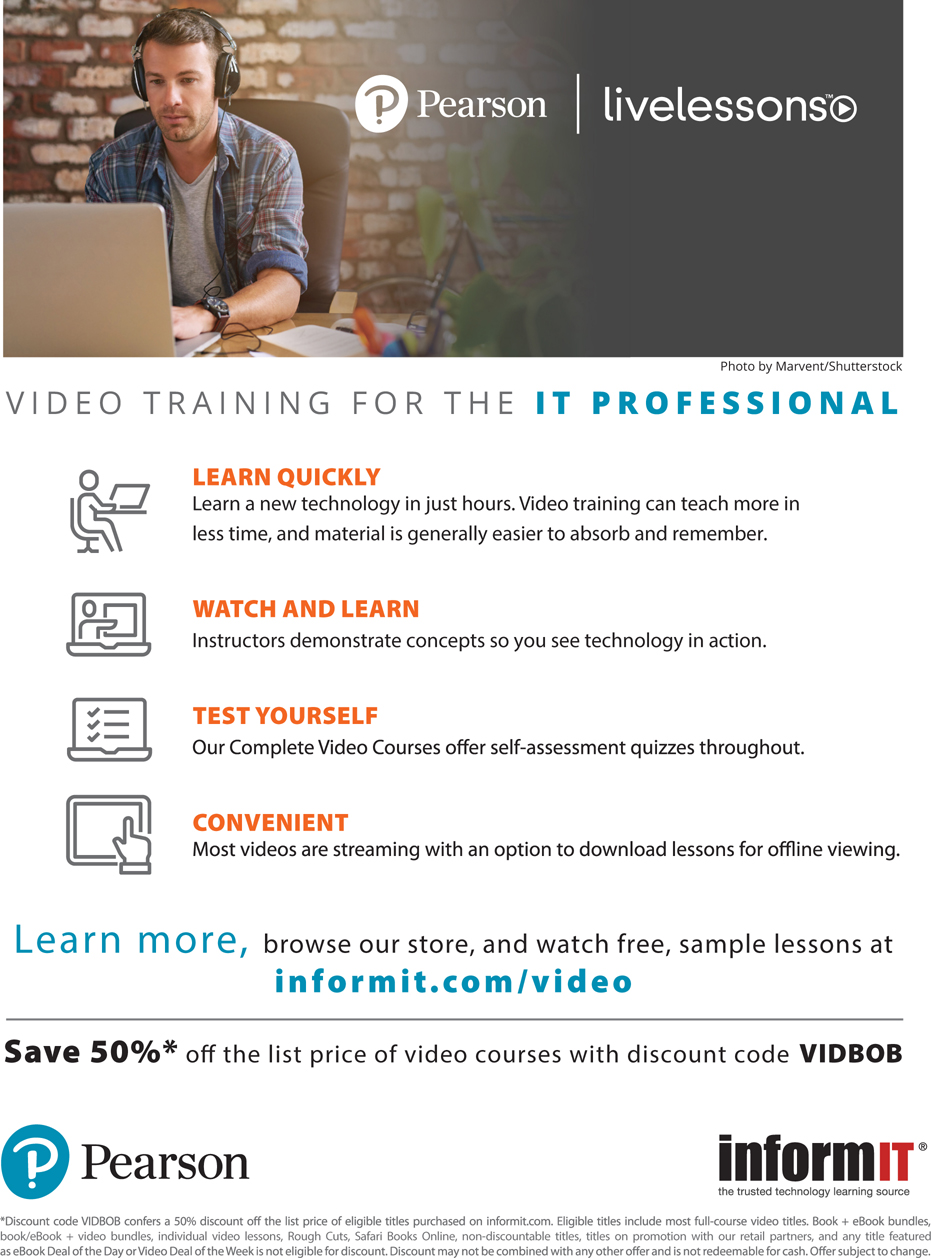 Pearson
livelessons™
Photo by Marvent/Shutterstock
VIDEO TRAINING FOR THE IT PROFESSIONAL
LEARN QUICKLY
Learn a new technology in just hours. Video training can teach more in
less time, and material is generally easier to absorb and remember.
WATCH AND LEARN
Instructors demonstrate concepts so you see technology in action.
TEST YOURSELF
Our Complete Video Courses offer self-assessment quizzes throughout.
CONVENIENT
Most videos are streaming with an option to download lessons for offline viewing.
Learn more, browse our store, and watch free, sample lessons at
informit.com/video
Save 50%* off the list price of video courses with discount code VIDBOB
Pearson
informIT®
the trusted technology learning source
*Discount code VIDBOB confers a 50% discount off the list price of eligible titles purchased on informit.com. Eligible titles include most full-course video titles. Book + eBook bundles,
book/eBook + video bundles, individual video lessons, Rough Cuts, Safari Books Online, non-discountable titles, titles on promotion with our retail partners, and any title featured
as eBook Deal of the Day or Video Deal of the Week is not eligible for discount. Discount may not be combined with any other offer and is not redeemable for cash. Offer subject to change.